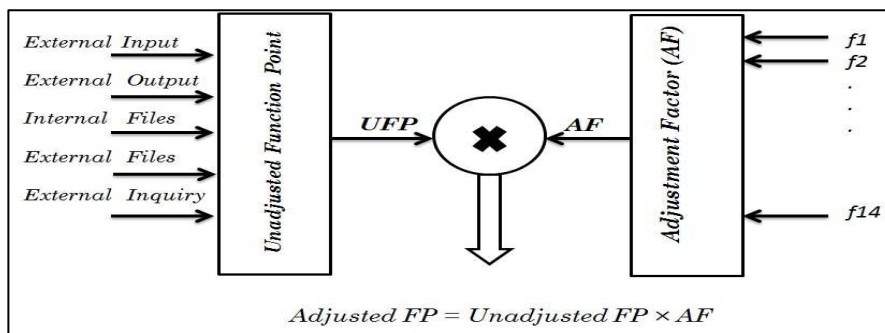 External Input
External Output
Internal Files
External Files
External Inquiry
Unadjusted Function Point
UFP
AF
Adjustment Factor (AF)
f1
f2
.
.
.
f14
Adjusted FP = Unadjusted FP × AF